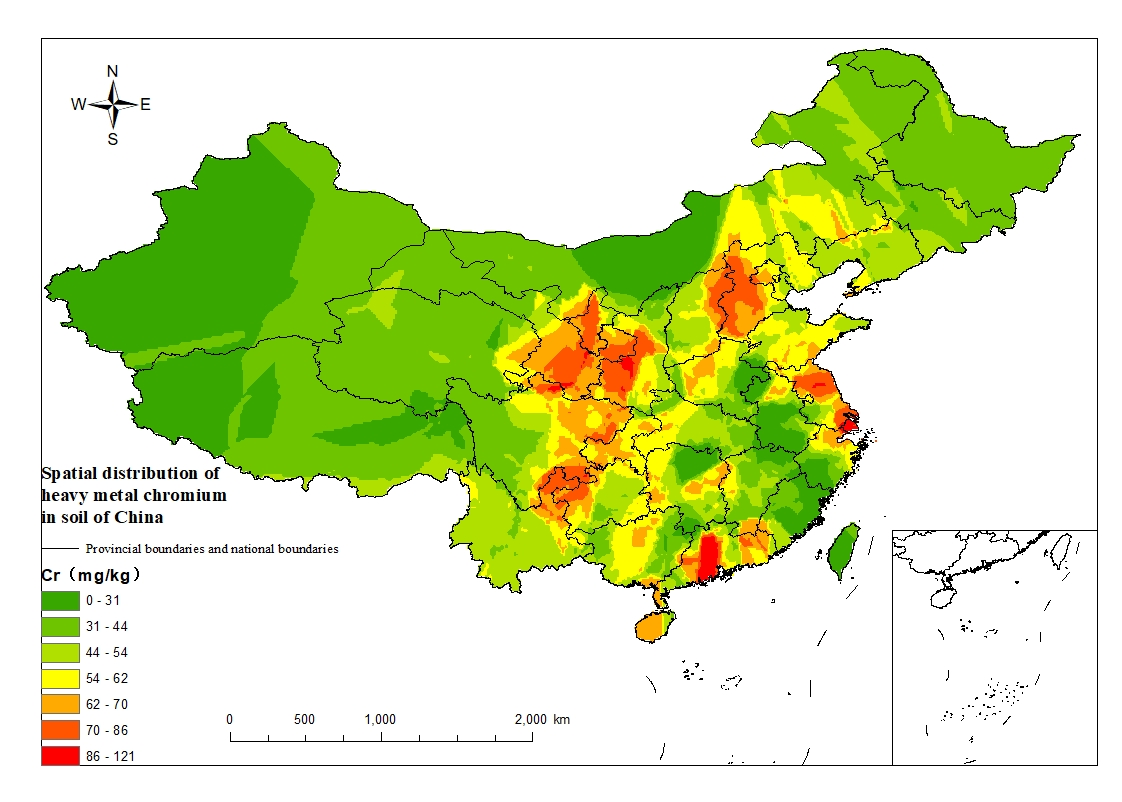 N
W E
S
Spatial distribution of
heavy metal chromium
in soil of China
Provincial boundaries and national boundaries
Cr（mg/kg）
0 - 31
31 - 44
44 - 54
54 - 62
62 - 70
70 - 86
86 - 121
0 500 1,000 2,000 km